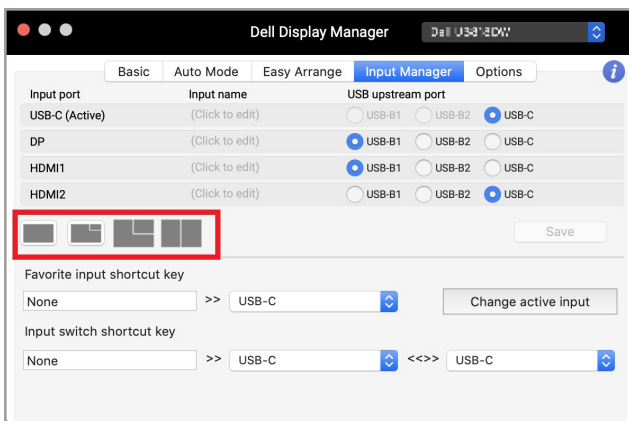 Dell Display Manager
Basic Auto Mode Easy Arrange Input Manager Options i
Input port Input name USB upstream port
USB-C (Active) (Click to edit) USB-B1 USB-B2 USB-C
DP (Click to edit) USB-B1 USB-B2 USB-C
HDMI1 (Click to edit) USB-B1 USB-B2 USB-C
HDMI2 (Click to edit) USB-B1 USB-B2 USB-C
Save
Favorite input shortcut key
None >> USB-C Change active input
Input switch shortcut key
None >> USB-C <<>> USB-C